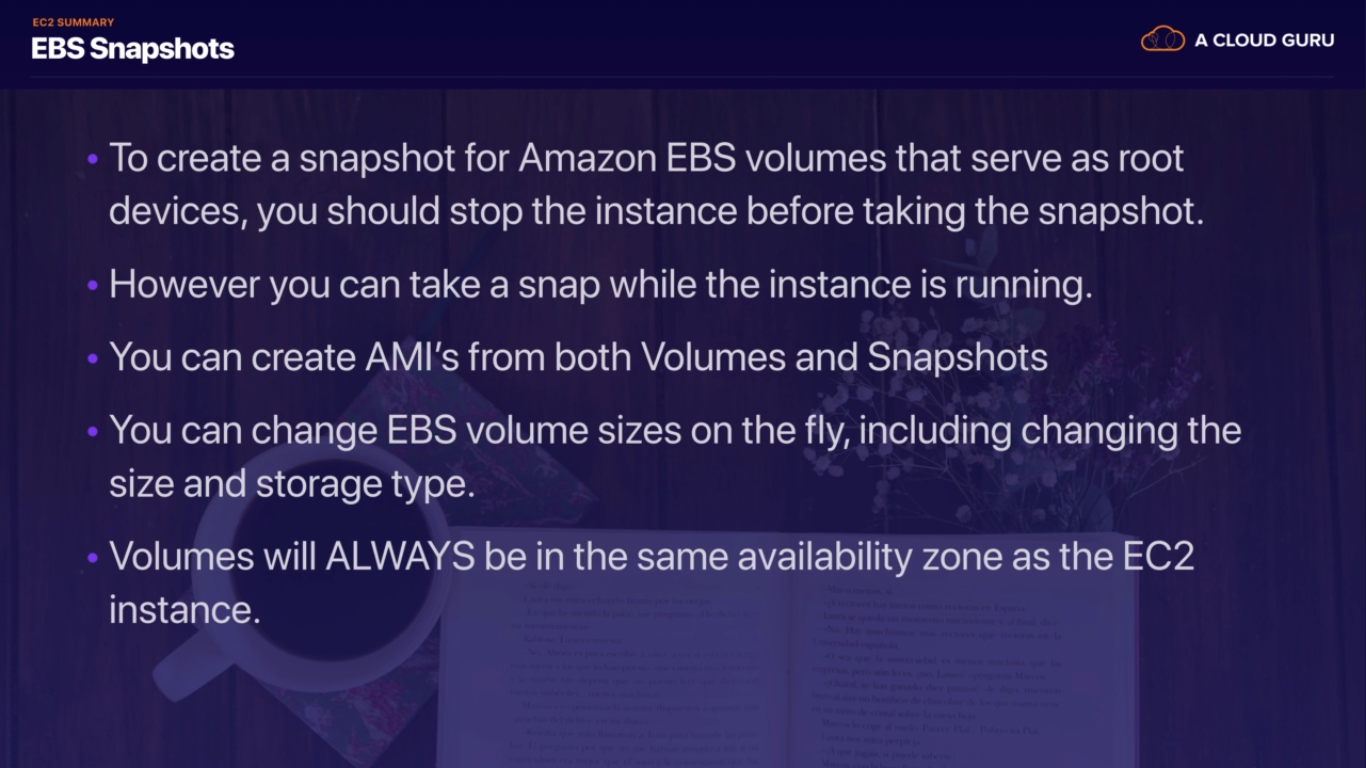 EC2 SUMMARY
EBS Snapshots
A CLOUD GURU
• To create a snapshot for Amazon EBS volumes that serve as root
devices, you should stop the instance before taking the snapshot.
• However you can take a snap while the instance is running.
• You can create AMI’s from both Volumes and Snapshots
• You can change EBS volume sizes on the fly, including changing the
size and storage type.
• Volumes will ALWAYS be in the same availability zone as the EC2
instance.